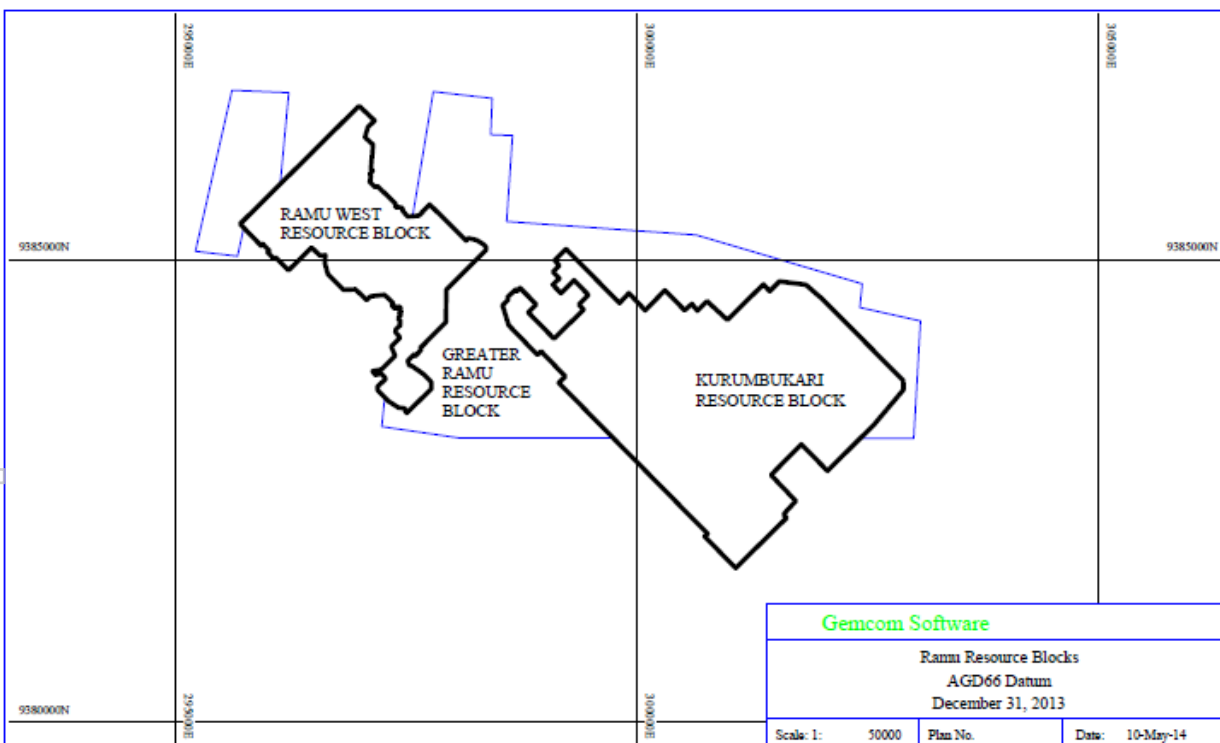 295000E
300000E
305000E
RAMU WEST
RESOURCE BLOCK
9385000N
9385000N
GREATER
RAMU
RESOURCE
BLOCK
KURUMBUKARI
RESOURCE BLOCK
Gemcom Software
Ramu Resource Blocks
AGD66 Datum
December 31, 2013
9380000N
295000E
300000E
Scale: 1: 50000 Plan No. Date: 10-May-14